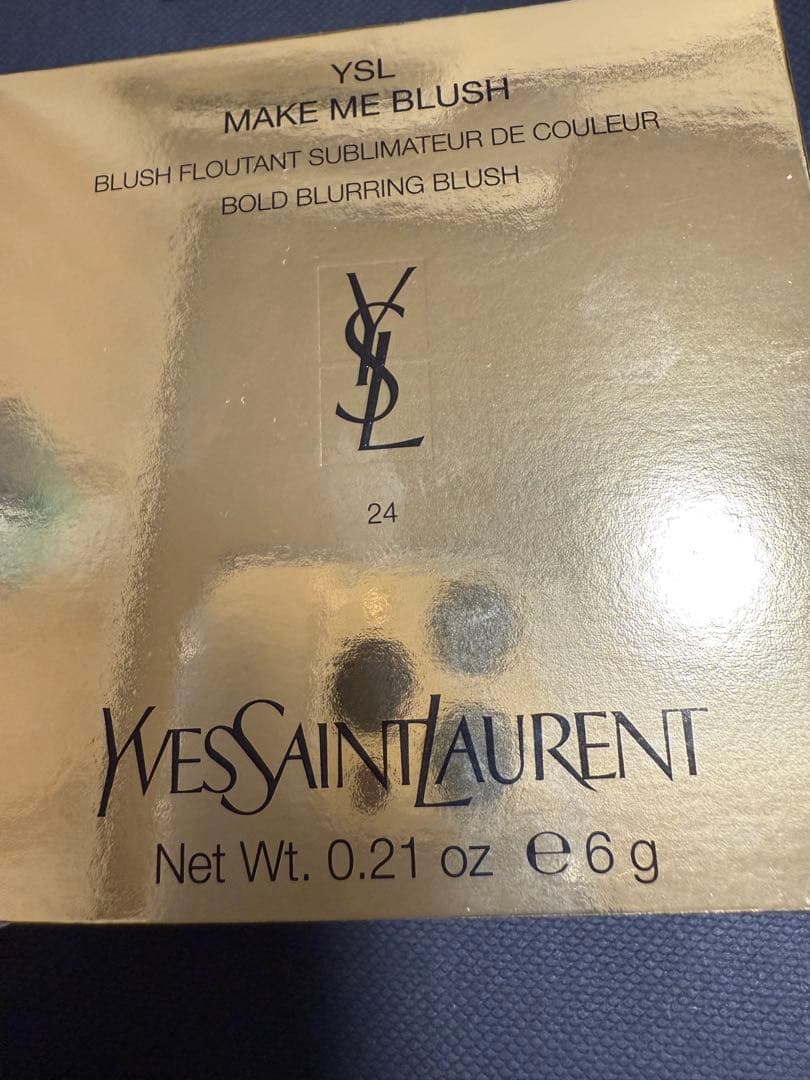 YSL
MAKE ME BLUSH
BLUSH FLOUTANT SUBLIMATEUR DE COULEUR
BOLD BLURRING BLUSH
YSL
24
YVESSAINTLAURENT
Net Wt. 0.21 oz ℮ 6 g